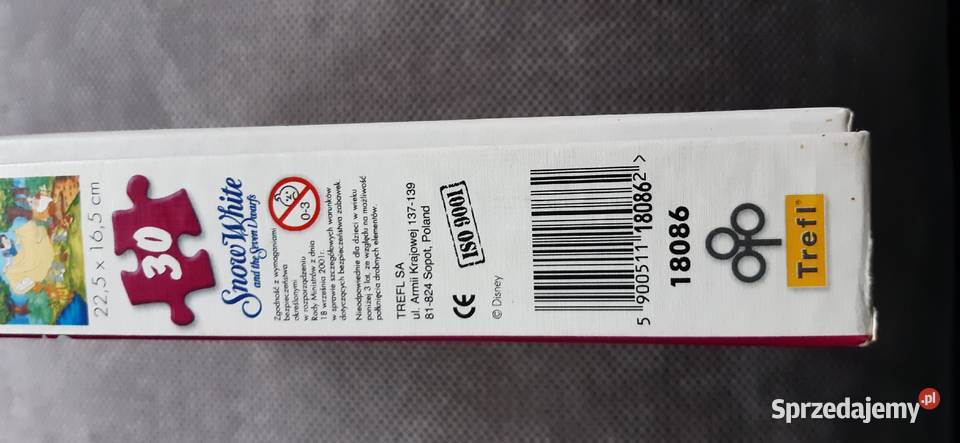 22,5 x 16,5 cm
30
Snow White
and the Seven Dwarfs
Zgodność z wymaganiami
bezpieczeństwa
określonymi
w rozporządzeniu
Rady Ministrów z dnia
18 września 2001r.
w sprawie szczegółowych warunków
dotyczących bezpieczeństwa zabawek.
0-3
Nieodpowiednie dla dzieci w wieku
poniżej 3 lat, ze względu na możliwość
połknięcia drobnych elementów.
TREFL SA
ul. Armii Krajowej 137-139
81-824 Sopot, Poland
CE
ISO 9001
© Disney
5 900511 180862 >
18086
Trefl
Sprzedajemy.pl